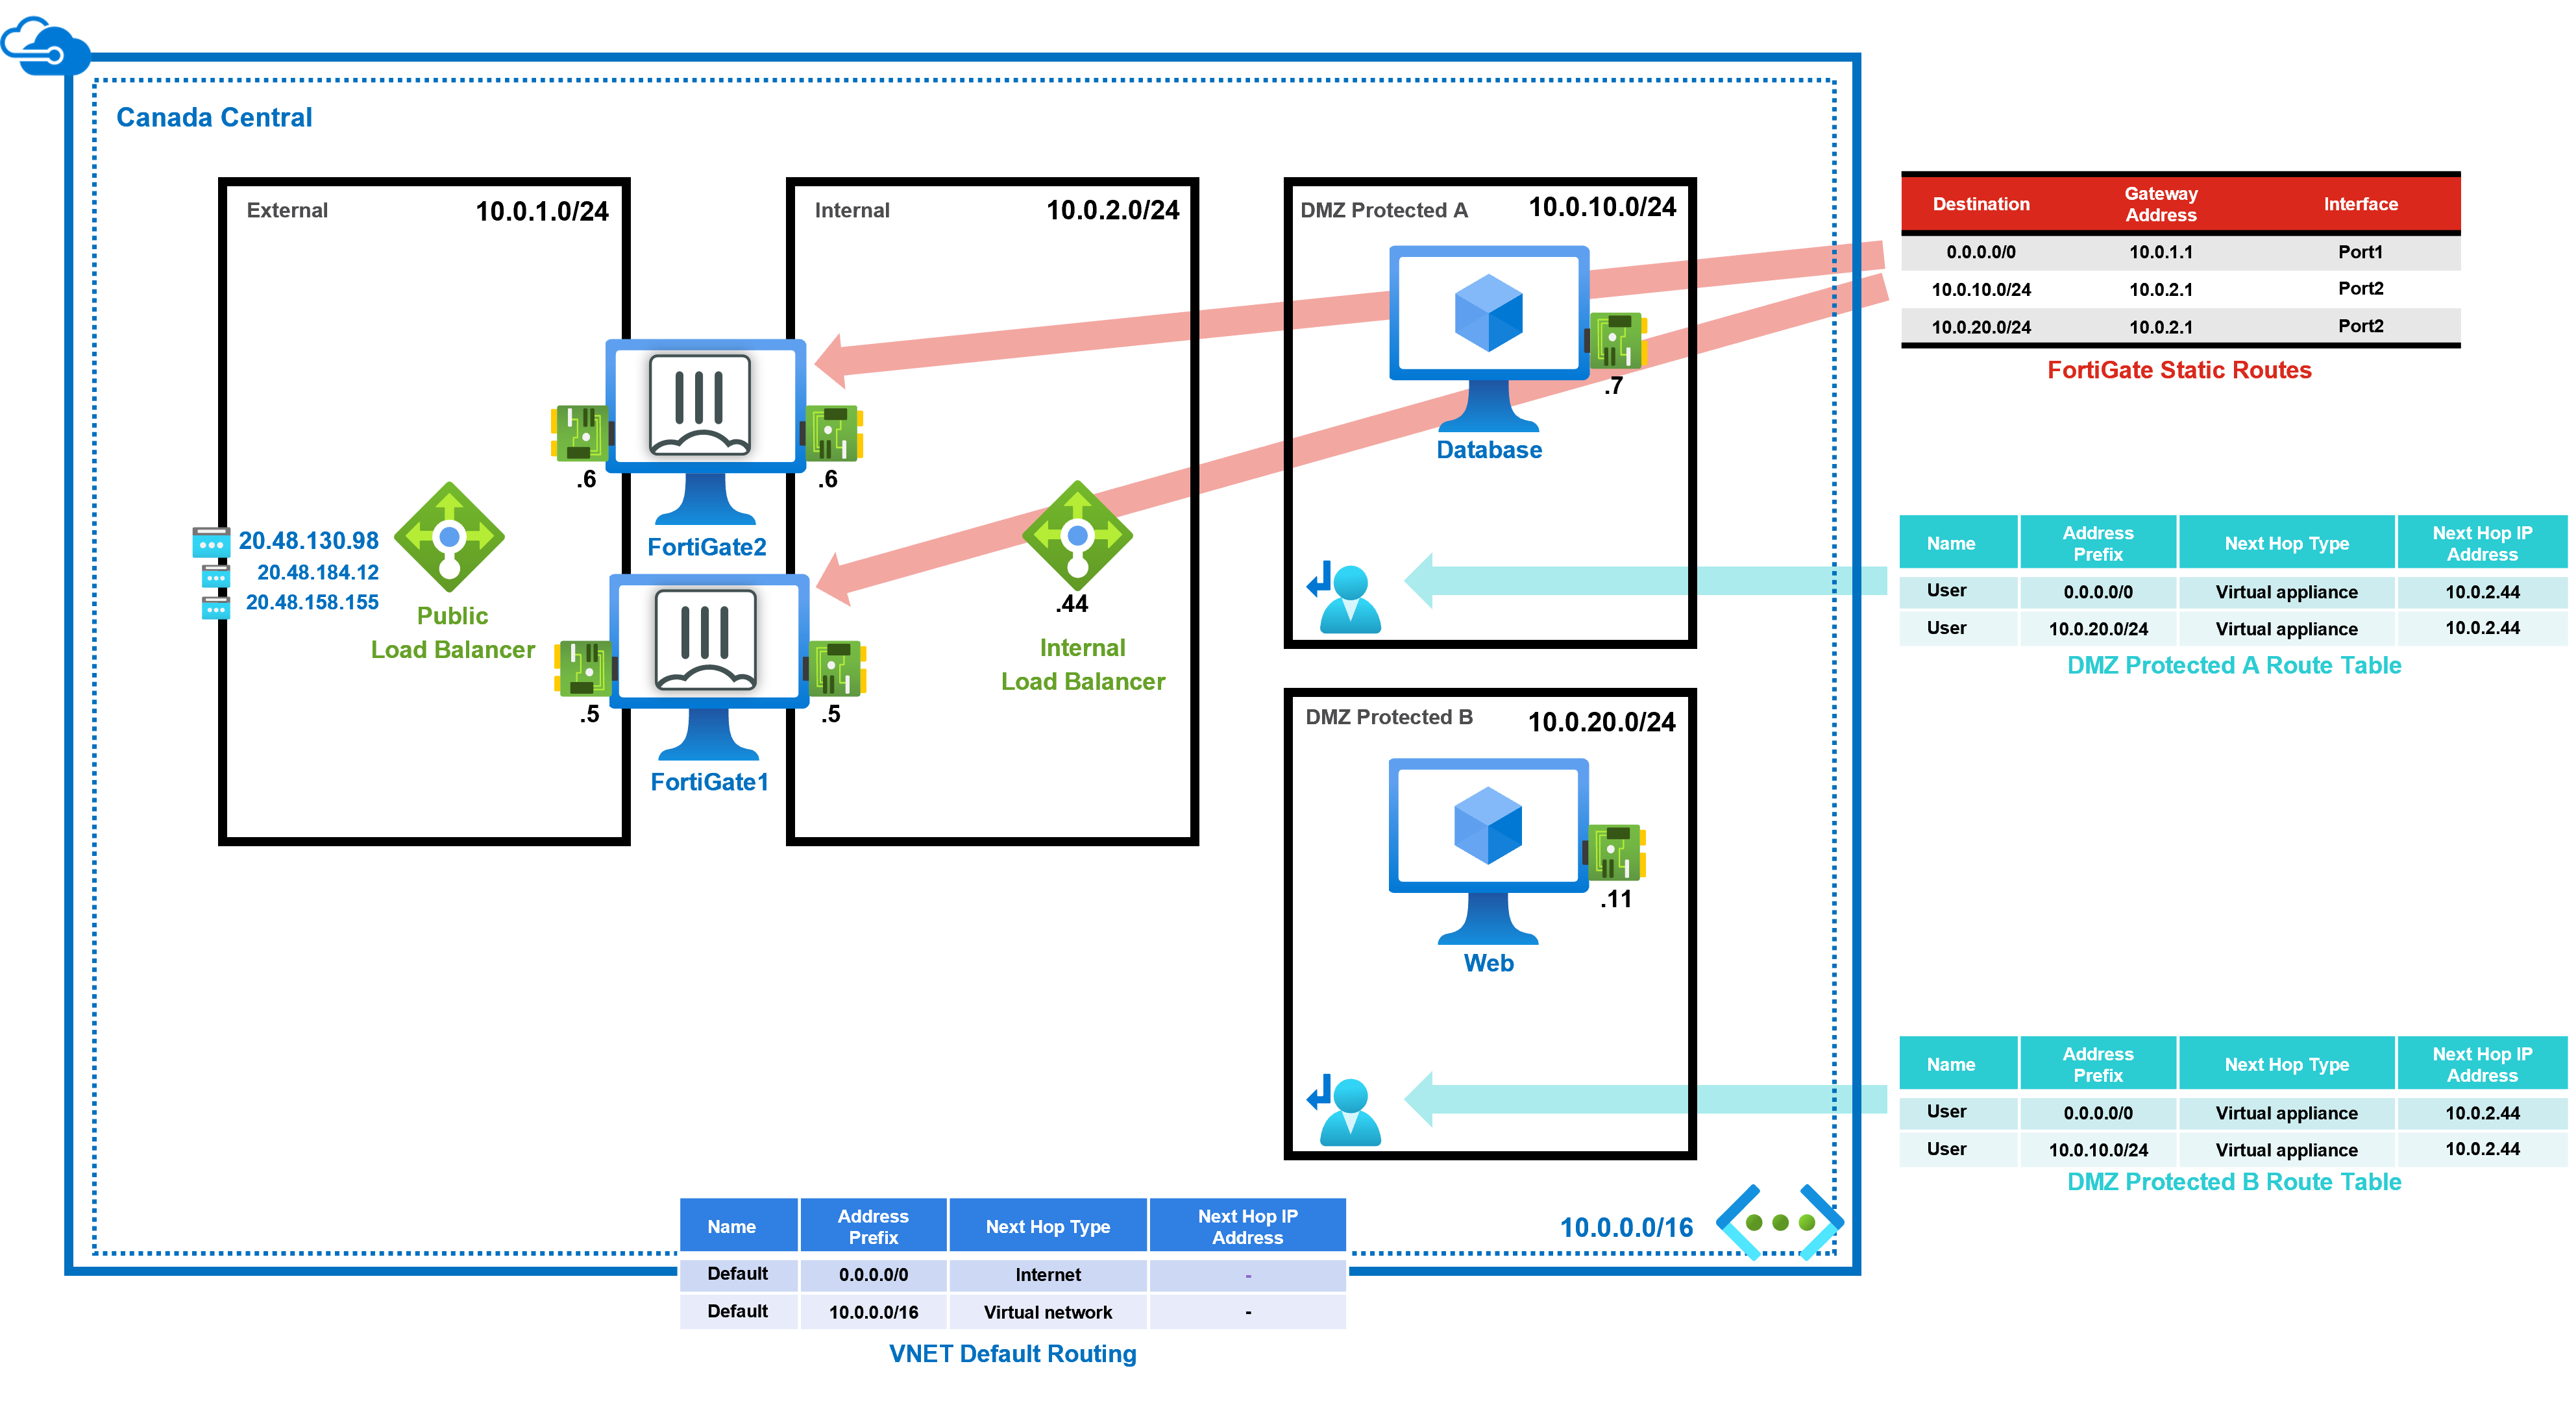 Canada Central
External 10.0.1.0/24
Internal 10.0.2.0/24
DMZ Protected A 10.0.10.0/24
.7
Database
.6
.6
FortiGate2
20.48.130.98
20.48.184.12
20.48.158.155
Public
Load Balancer
.5
.5
FortiGate1
.44
Internal
Load Balancer
DMZ Protected B 10.0.20.0/24
.11
Web
10.0.0.0/16
Destination Gateway Address Interface
0.0.0.0/0 10.0.1.1 Port1
10.0.10.0/24 10.0.2.1 Port2
10.0.20.0/24 10.0.2.1 Port2
FortiGate Static Routes
Name Address Prefix Next Hop Type Next Hop IP Address
User 0.0.0.0/0 Virtual appliance 10.0.2.44
User 10.0.20.0/24 Virtual appliance 10.0.2.44
DMZ Protected A Route Table
Name Address Prefix Next Hop Type Next Hop IP Address
User 0.0.0.0/0 Virtual appliance 10.0.2.44
User 10.0.10.0/24 Virtual appliance 10.0.2.44
DMZ Protected B Route Table
Name Address Prefix Next Hop Type Next Hop IP Address
Default 0.0.0.0/0 Internet -
Default 10.0.0.0/16 Virtual network -
VNET Default Routing